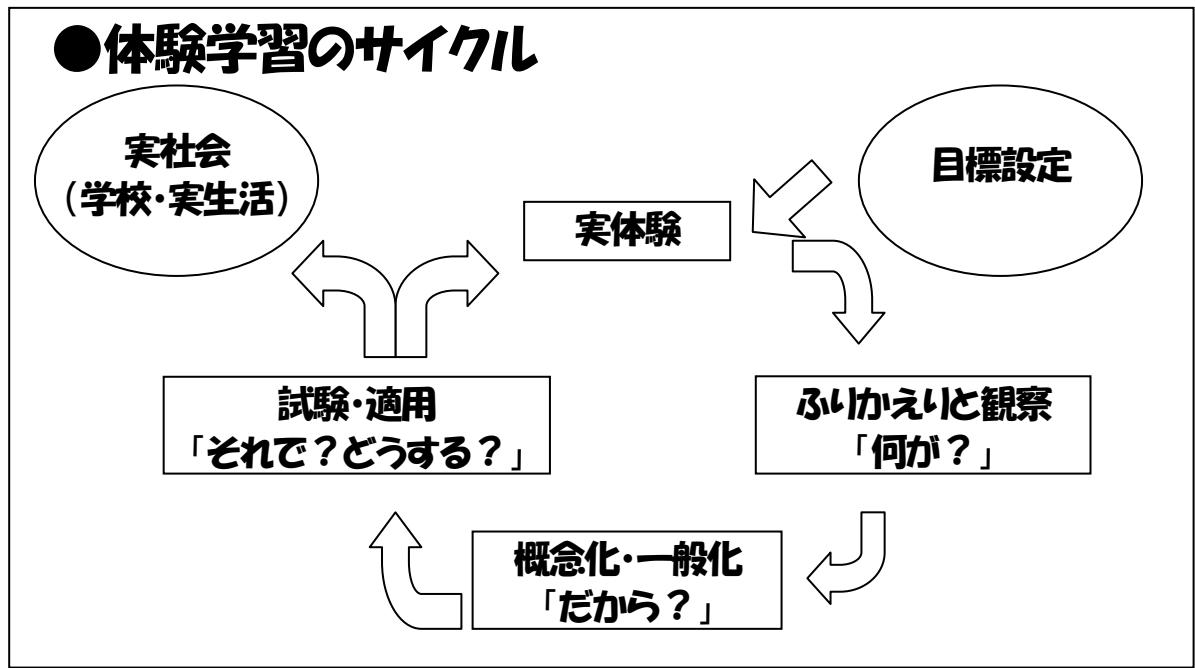 ●体験学習のサイクル
実社会
（学校・実生活）
目標設定
実体験
試験・適用
「それで？どうする？」
ふりかえりと観察
「何が？」
概念化・一般化
「だから？」